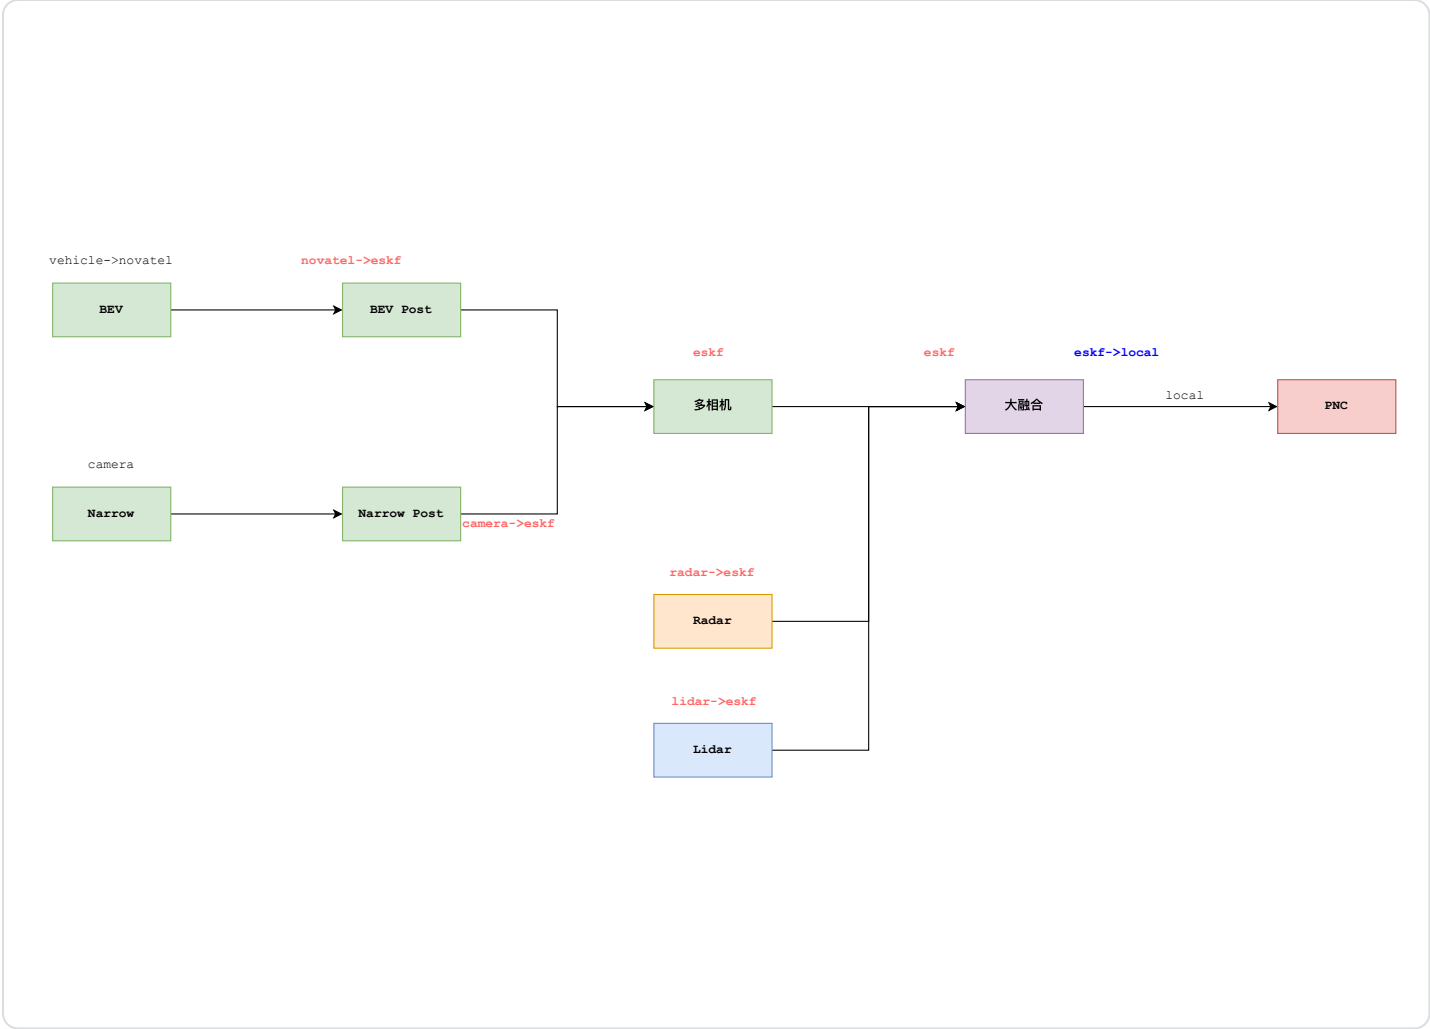 vehicle->novatel
novatel->eskf
BEV
BEV Post
eskf
eskf
eskf->local
多相机
大融合
local
PNC
camera
Narrow
Narrow Post
camera->eskf
radar->eskf
Radar
lidar->eskf
Lidar